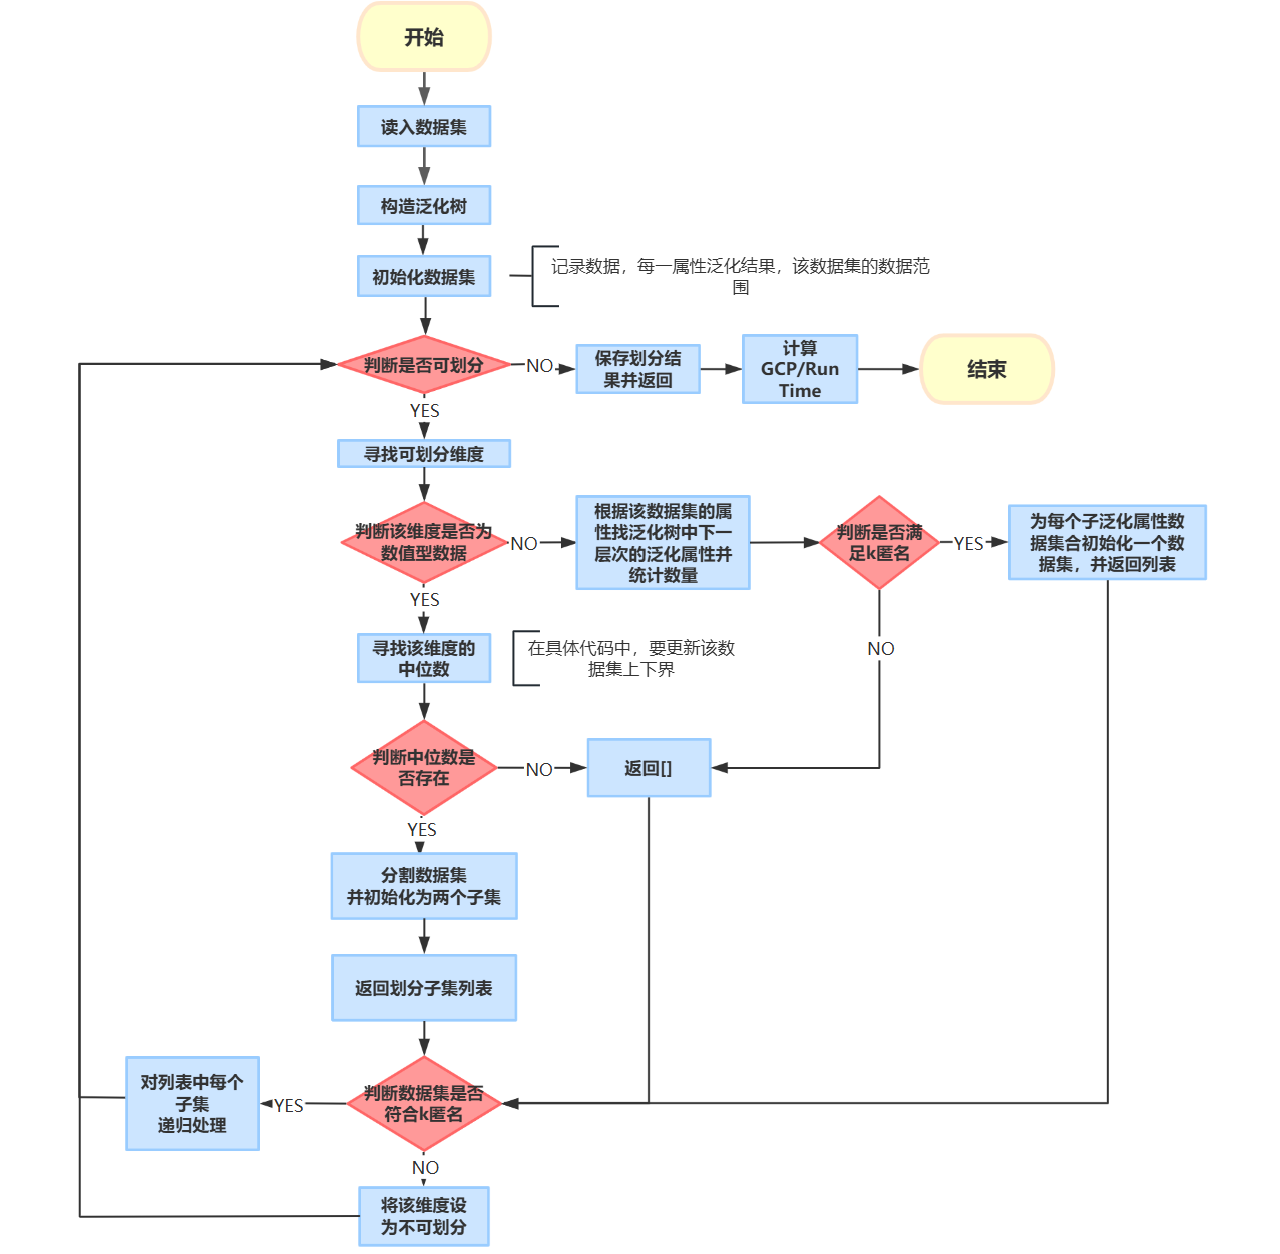 开始
读入数据集
构造泛化树
初始化数据集
记录数据，每一属性泛化结果，该数据集的数据范
围
判断是否可划分
NO
保存划分结
果并返回
计算
GCP/Run
Time
结束
YES
寻找可划分维度
判断该维度是否为
数值型数据
NO
根据该数据集的属
性找泛化树中下一
层次的泛化属性并
统计数量
判断是否满
足k匿名
YES
为每个子泛化属性数
据集合初始化一个数
据集，并返回列表
YES
NO
寻找该维度的
中位数
在具体代码中，要更新该数
据集上下界
判断中位数是
否存在
NO
返回[]
YES
分割数据集
并初始化为两个子集
返回划分子集列表
对列表中每个
子集
递归处理
YES
判断数据集是否
符合k匿名
NO
将该维度设
为不可划分